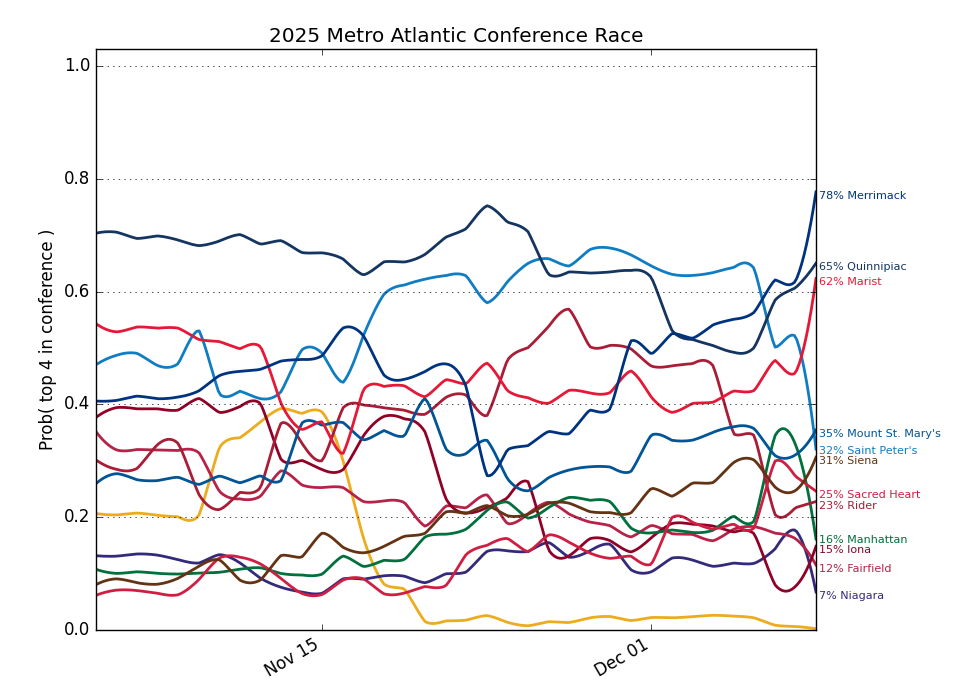 2025 Metro Atlantic Conference Race
Prob( top 4 in conference )
1.0
0.8
0.6
0.4
0.2
0.0
Nov 15
Dec 01
78% Merrimack
65% Quinnipiac
62% Marist
35% Mount St. Mary's
32% Saint Peter's
31% Siena
25% Sacred Heart
23% Rider
16% Manhattan
15% Iona
12% Fairfield
7% Niagara